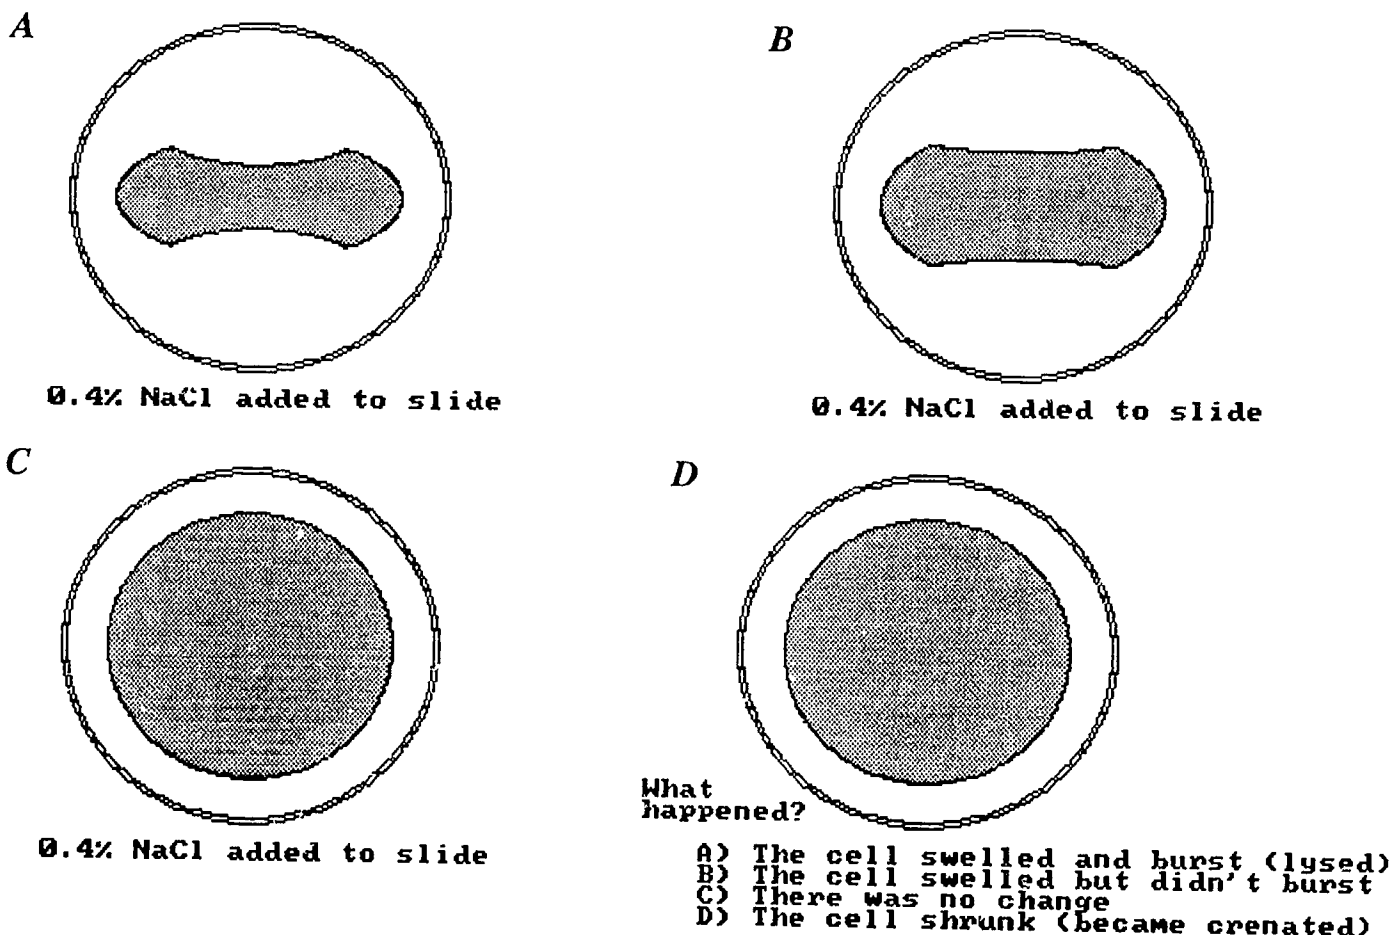 A
B
0.4% NaCl added to slide
0.4% NaCl added to slide
C
D
0.4% NaCl added to slide
What
happened?
A) The cell swelled and burst (lysed)
B) The cell swelled but didn't burst
C) There was no change
D) The cell shrunk (became crenated)